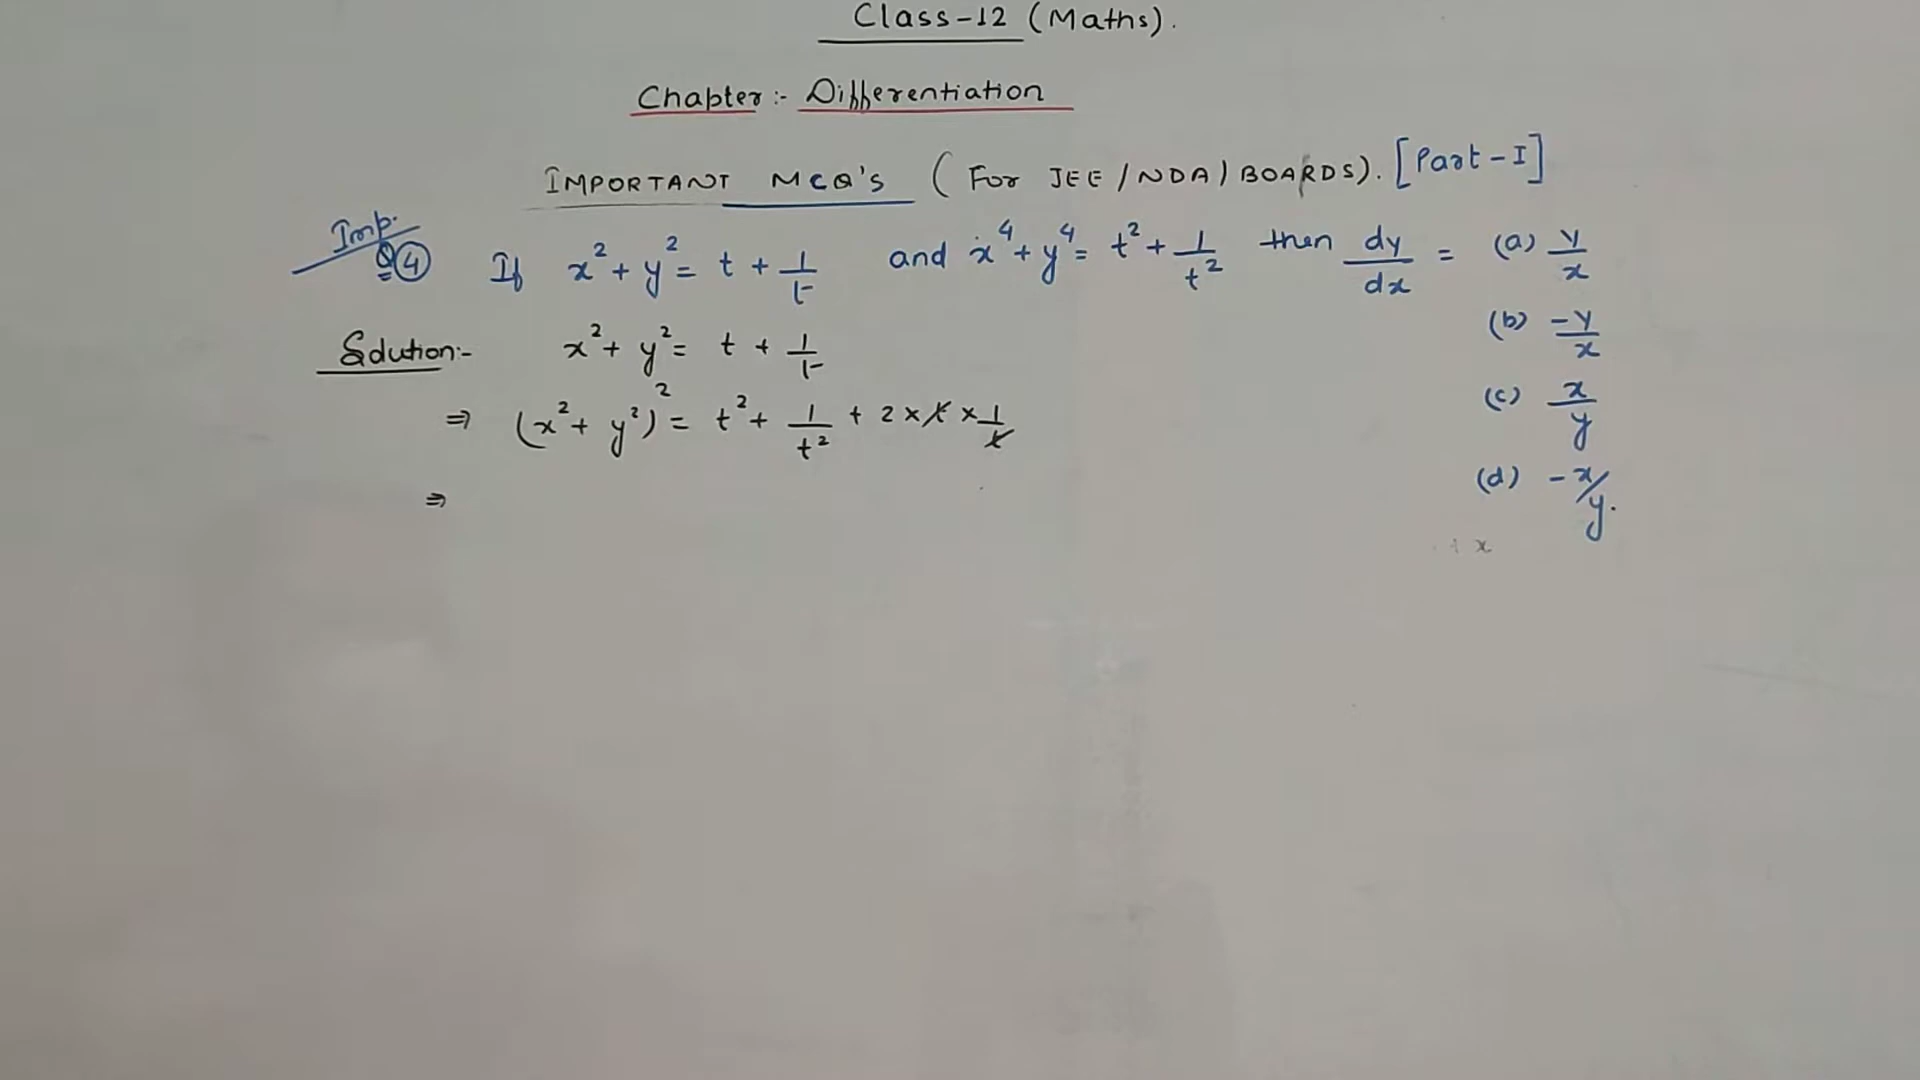 Class-12 (Maths).
Chapter:- Differentiation
IMPORTANT MCQ's (For JEE/NDA/BOARDS). [Part-I]
Imp.
Q④ If x²+y² = t + 1/t and x⁴+y⁴ = t² + 1/t² then dy/dx = (a) y/x
(b) -y/x
(c) x/y
(d) -x/y.
Solution:- x²+y² = t + 1/t
⇒ (x²+y²)² = t² + 1/t² + 2×t×1/t
⇒